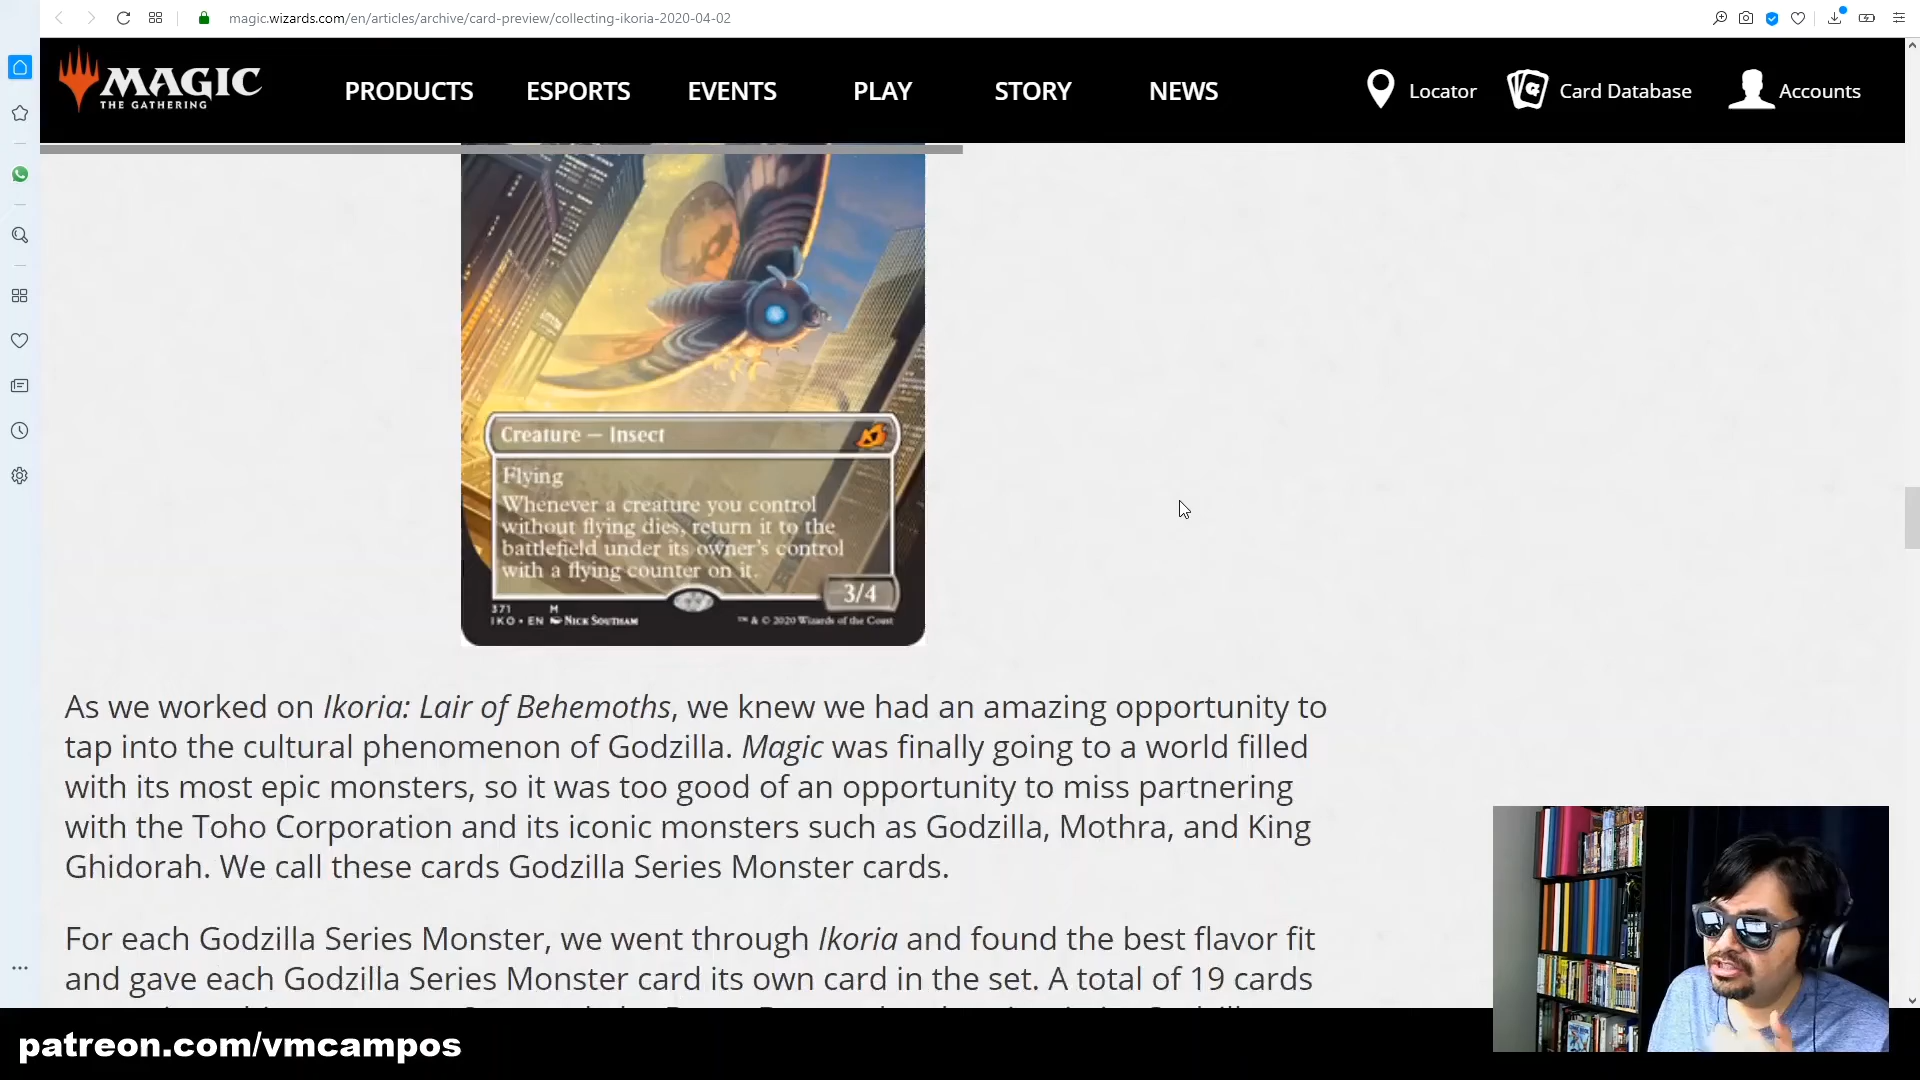 magic.wizards.com/en/articles/archive/card-preview/collecting-ikoria-2020-04-02
MAGIC
THE GATHERING
PRODUCTS ESPORTS EVENTS PLAY STORY NEWS
Locator Card Database Accounts
Creature — Insect
Flying
Whenever a creature you control
without flying dies, return it to the
battlefield under its owner's control
with a flying counter on it.
3/4
371 M
IKO • EN NICK SOUTHAM ™ & © 2020 Wizards of the Coast
As we worked on Ikoria: Lair of Behemoths, we knew we had an amazing opportunity to
tap into the cultural phenomenon of Godzilla. Magic was finally going to a world filled
with its most epic monsters, so it was too good of an opportunity to miss partnering
with the Toho Corporation and its iconic monsters such as Godzilla, Mothra, and King
Ghidorah. We call these cards Godzilla Series Monster cards.
For each Godzilla Series Monster, we went through Ikoria and found the best flavor fit
and gave each Godzilla Series Monster card its own card in the set. A total of 19 cards
patreon.com/vmcampos